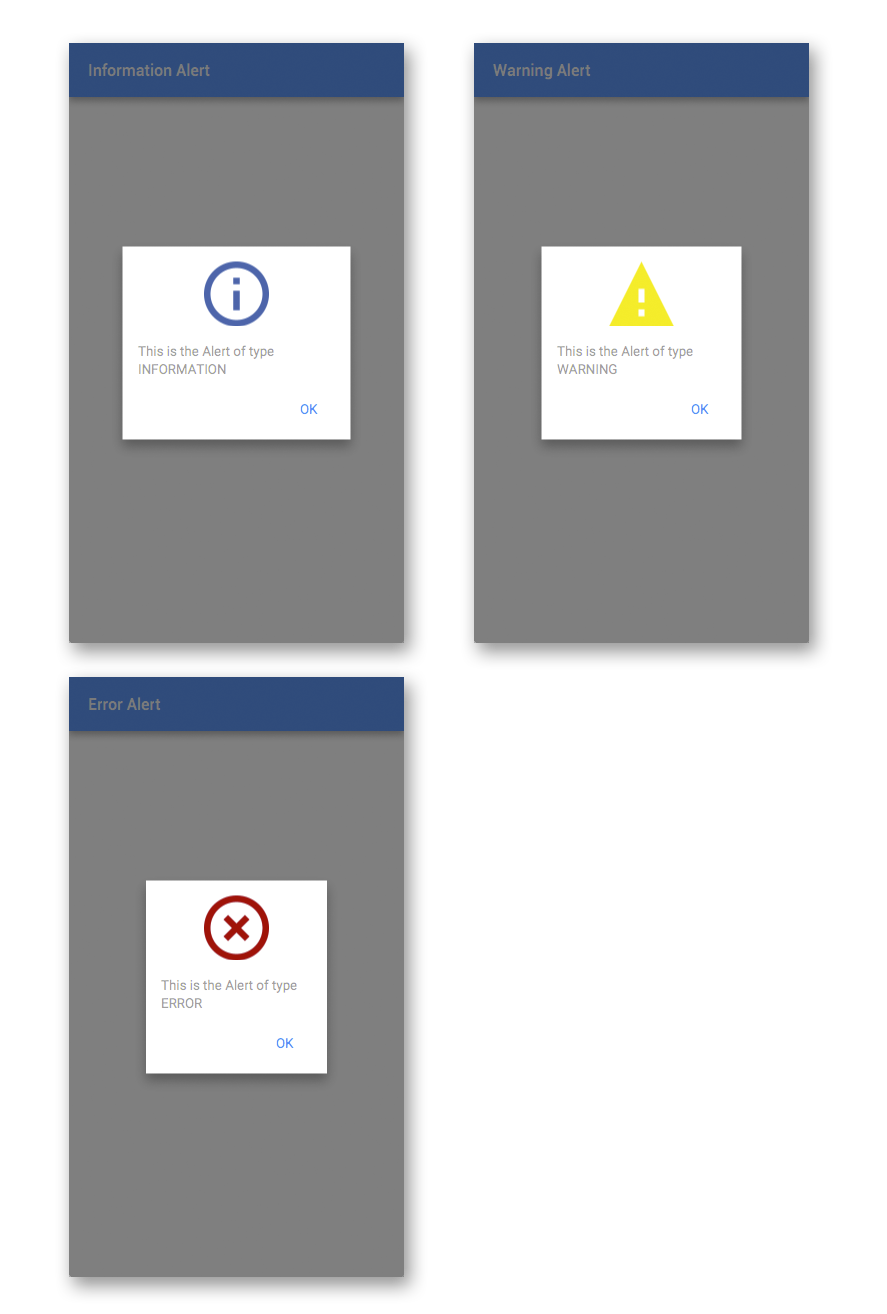 Information Alert
This is the Alert of type
INFORMATION
OK
Warning Alert
This is the Alert of type
WARNING
OK
Error Alert
This is the Alert of type
ERROR
OK